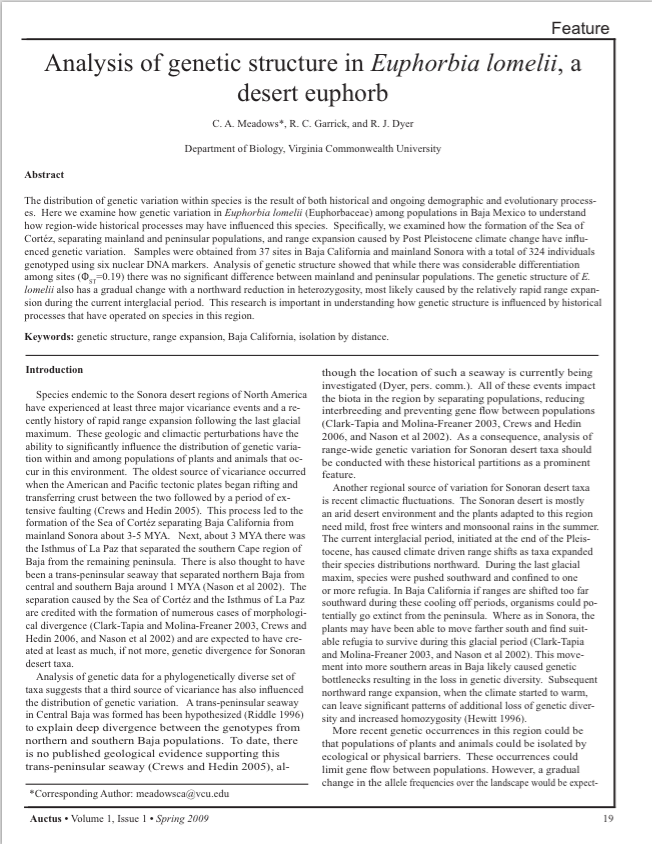 Feature
Analysis of genetic structure in Euphorbia lomelii, a
desert euphorb
C. A. Meadows*, R. C. Garrick, and R. J. Dyer
Department of Biology, Virginia Commonwealth University
Abstract
The distribution of genetic variation within species is the result of both historical and ongoing demographic and evolutionary process-
es.  Here we examine how genetic variation in Euphorbia lomelii (Euphorbaceae) among populations in Baja Mexico to understand
how region-wide historical processes may have influenced this species.  Specifically, we examined how the formation of the Sea of
Cortéz, separating mainland and peninsular populations, and range expansion caused by Post Pleistocene climate change have influ-
enced genetic variation.  Samples were obtained from 37 sites in Baja California and mainland Sonora with a total of 324 individuals
genotyped using six nuclear DNA markers.  Analysis of genetic structure showed that while there was considerable differentiation
among sites (ΦST=0.19) there was no significant difference between mainland and peninsular populations. The genetic structure of E.
lomelii also has a gradual change with a northward reduction in heterozygosity, most likely caused by the relatively rapid range expan-
sion during the current interglacial period.  This research is important in understanding how genetic structure is influenced by historical
processes that have operated on species in this region.
Keywords: genetic structure, range expansion, Baja California, isolation by distance.
Introduction
Species endemic to the Sonora desert regions of North America
have experienced at least three major vicariance events and a re-
cently history of rapid range expansion following the last glacial
maximum.  These geologic and climactic perturbations have the
ability to significantly influence the distribution of genetic varia-
tion within and among populations of plants and animals that oc-
cur in this environment.  The oldest source of vicariance occurred
when the American and Pacific tectonic plates began rifting and
transferring crust between the two followed by a period of ex-
tensive faulting (Crews and Hedin 2005).  This process led to the
formation of the Sea of Cortéz separating Baja California from
mainland Sonora about 3-5 MYA.  Next, about 3 MYA there was
the Isthmus of La Paz that separated the southern Cape region of
Baja from the remaining peninsula.  There is also thought to have
been a trans-peninsular seaway that separated northern Baja from
central and southern Baja around 1 MYA (Nason et al 2002).  The
separation caused by the Sea of Cortéz and the Isthmus of La Paz
are credited with the formation of numerous cases of morphologi-
cal divergence (Clark-Tapia and Molina-Freaner 2003, Crews and
Hedin 2006, and Nason et al 2002) and are expected to have cre-
ated at least as much, if not more, genetic divergence for Sonoran
desert taxa.
Analysis of genetic data for a phylogenetically diverse set of
taxa suggests that a third source of vicariance has also influenced
the distribution of genetic variation.   A trans-peninsular seaway
in Central Baja was formed has been hypothesized (Riddle 1996)
to explain deep divergence between the genotypes from
northern and southern Baja populations.  To date, there
is no published geological evidence supporting this
trans-peninsular seaway (Crews and Hedin 2005), al-
*Corresponding Author: meadowsca@vcu.edu
though the location of such a seaway is currently being
investigated (Dyer, pers. comm.).  All of these events impact
the biota in the region by separating populations, reducing
interbreeding and preventing gene flow between populations
(Clark-Tapia and Molina-Freaner 2003, Crews and Hedin
2006, and Nason et al 2002).  As a consequence, analysis of
range-wide genetic variation for Sonoran desert taxa should
be conducted with these historical partitions as a prominent
feature.
Another regional source of variation for Sonoran desert taxa
is recent climactic fluctuations.  The Sonoran desert is mostly
an arid desert environment and the plants adapted to this region
need mild, frost free winters and monsoonal rains in the summer.
The current interglacial period, initiated at the end of the Pleis-
tocene, has caused climate driven range shifts as taxa expanded
their species distributions northward.  During the last glacial
maxim, species were pushed southward and confined to one
or more refugia. In Baja California if ranges are shifted too far
southward during these cooling off periods, organisms could po-
tentially go extinct from the peninsula.  Where as in Sonora, the
plants may have been able to move farther south and find suit-
able refugia to survive during this glacial period (Clark-Tapia
and Molina-Freaner 2003, and Nason et al 2002). This move-
ment into more southern areas in Baja likely caused genetic
bottlenecks resulting in the loss in genetic diversity.  Subsequent
northward range expansion, when the climate started to warm,
can leave significant patterns of additional loss of genetic diver-
sity and increased homozygosity (Hewitt 1996).
More recent genetic occurrences in this region could be
that populations of plants and animals could be isolated by
ecological or physical barriers.  These occurrences could
limit gene flow between populations. However, a gradual
change in the allele frequencies over the landscape would be expect-
Auctus • Volume 1, Issue 1 • Spring 2009
19